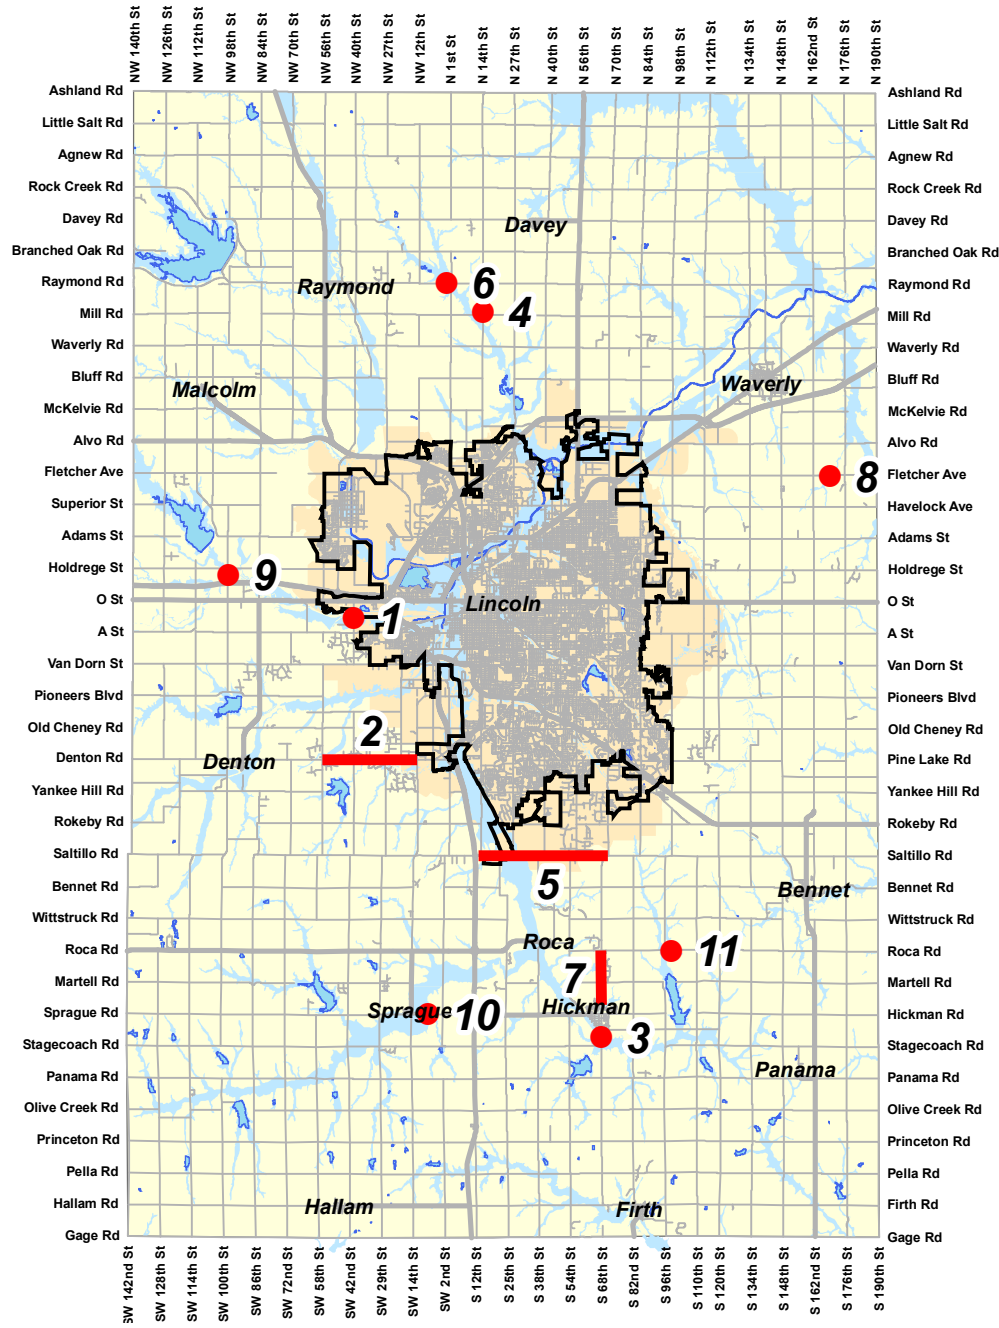 NW 140th St
NW 126th St
NW 112th St
NW 98th St
NW 84th St
NW 70th St
NW 56th St
NW 40th St
NW 27th St
NW 12th St
N 1st St
N 14th St
N 27th St
N 40th St
N 56th St
N 70th St
N 84th St
N 98th St
N 112th St
N 134th St
N 148th St
N 162nd St
N 176th St
N 190th St
Ashland Rd
Ashland Rd
Little Salt Rd
Little Salt Rd
Agnew Rd
Agnew Rd
Rock Creek Rd
Rock Creek Rd
Davey Rd
Davey
Davey Rd
Branched Oak Rd
Branched Oak Rd
Raymond Rd
Raymond
6
Raymond Rd
Mill Rd
4
Mill Rd
Waverly Rd
Waverly Rd
Bluff Rd
Malcolm
Waverly
Bluff Rd
McKelvie Rd
McKelvie Rd
Alvo Rd
Alvo Rd
Fletcher Ave
8
Fletcher Ave
Superior St
Havelock Ave
Adams St
Adams St
Holdrege St
9
Holdrege St
O St
Lincoln
O St
1
A St
A St
Van Dorn St
Van Dorn St
Pioneers Blvd
Pioneers Blvd
Old Cheney Rd
2
Old Cheney Rd
Denton Rd
Denton
Pine Lake Rd
Yankee Hill Rd
Yankee Hill Rd
Rokeby Rd
Rokeby Rd
Saltillo Rd
Saltillo Rd
Bennet Rd
5
Bennet
Bennet Rd
Wittstruck Rd
Wittstruck Rd
Roca Rd
Roca
11
Roca Rd
Martell Rd
7
Martell Rd
Sprague Rd
Sprague
10
Hickman
Hickman Rd
Stagecoach Rd
3
Stagecoach Rd
Panama Rd
Panama
Panama Rd
Olive Creek Rd
Olive Creek Rd
Princeton Rd
Princeton Rd
Pella Rd
Pella Rd
Hallam Rd
Hallam
Firth
Firth Rd
Gage Rd
Gage Rd
SW 142nd St
SW 128th St
SW 114th St
SW 100th St
SW 86th St
SW 72nd St
SW 58th St
SW 42nd St
SW 29th St
SW 14th St
SW 2nd St
S 12th St
S 25th St
S 38th St
S 54th St
S 68th St
S 82nd St
S 96th St
S 110th St
S 120th St
S 134th St
S 148th St
S 162nd St
S 176th St
S 190th St